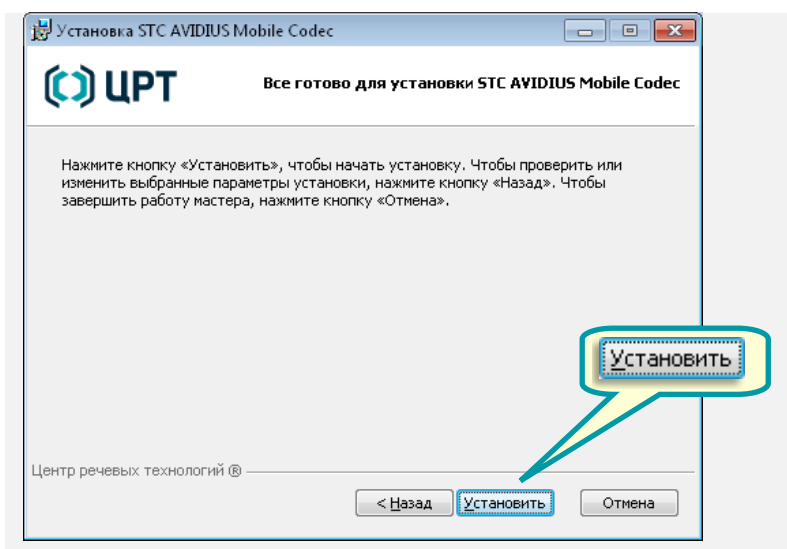 Установка STC AVIDIUS Mobile Codec
ЦРТ
Все готово для установки STC AVIDIUS Mobile Codec
Нажмите кнопку «Установить», чтобы начать установку. Чтобы проверить или
изменить выбранные параметры установки, нажмите кнопку «Назад». Чтобы
завершить работу мастера, нажмите кнопку «Отмена».
Установить
Центр речевых технологий ®
< Назад Установить Отмена